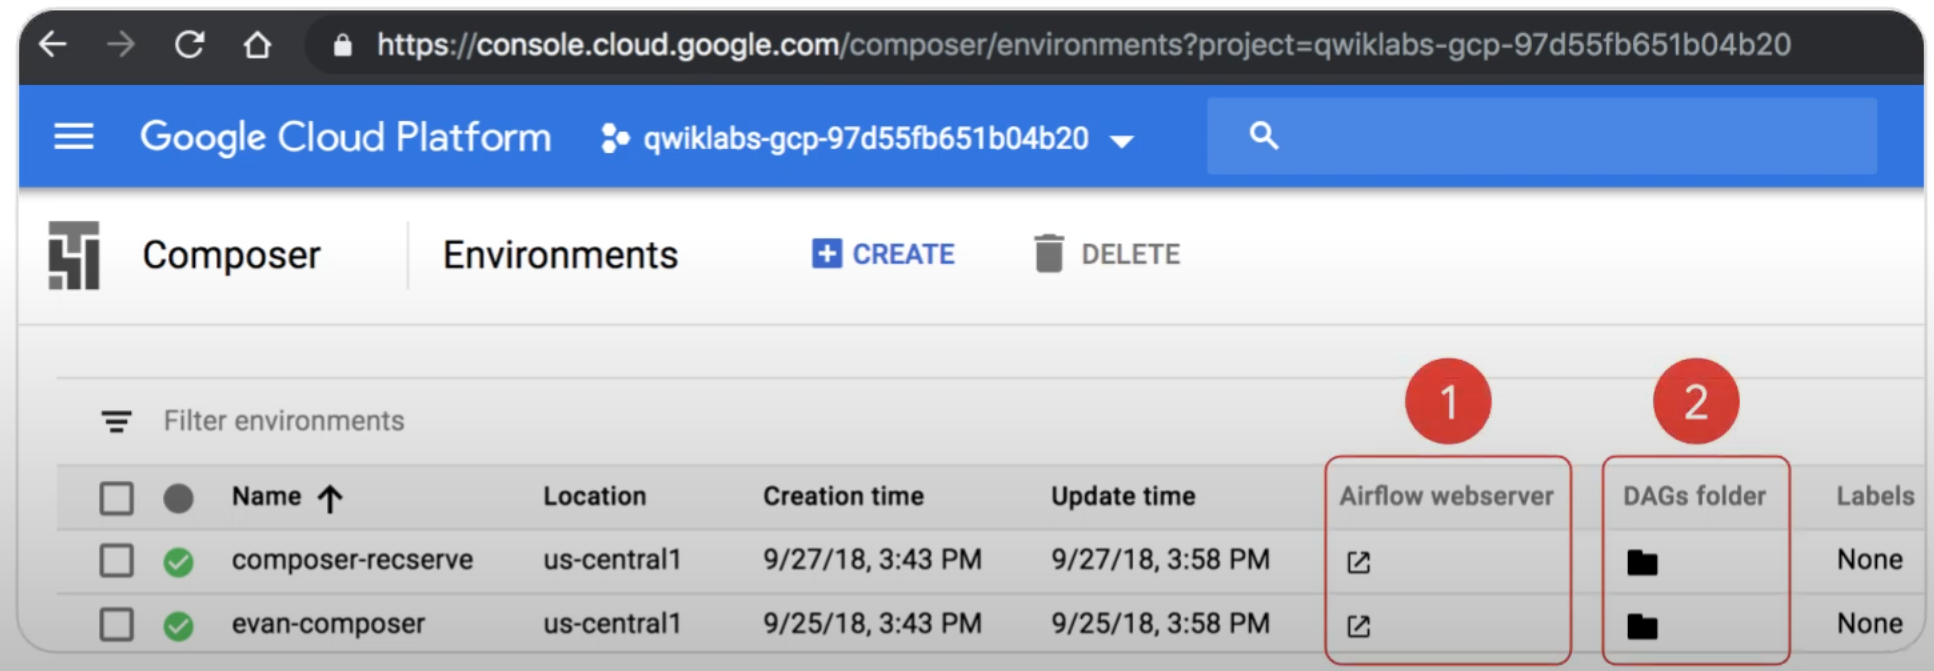 https://console.cloud.google.com/composer/environments?project=qwiklabs-gcp-97d55fb651b04b20
Google Cloud Platform qwiklabs-gcp-97d55fb651b04b20
Composer Environments CREATE DELETE
1 2
Filter environments
Name Location Creation time Update time Airflow webserver DAGs folder Labels
composer-recserve us-central1 9/27/18, 3:43 PM 9/27/18, 3:58 PM None
evan-composer us-central1 9/25/18, 3:43 PM 9/25/18, 3:58 PM None